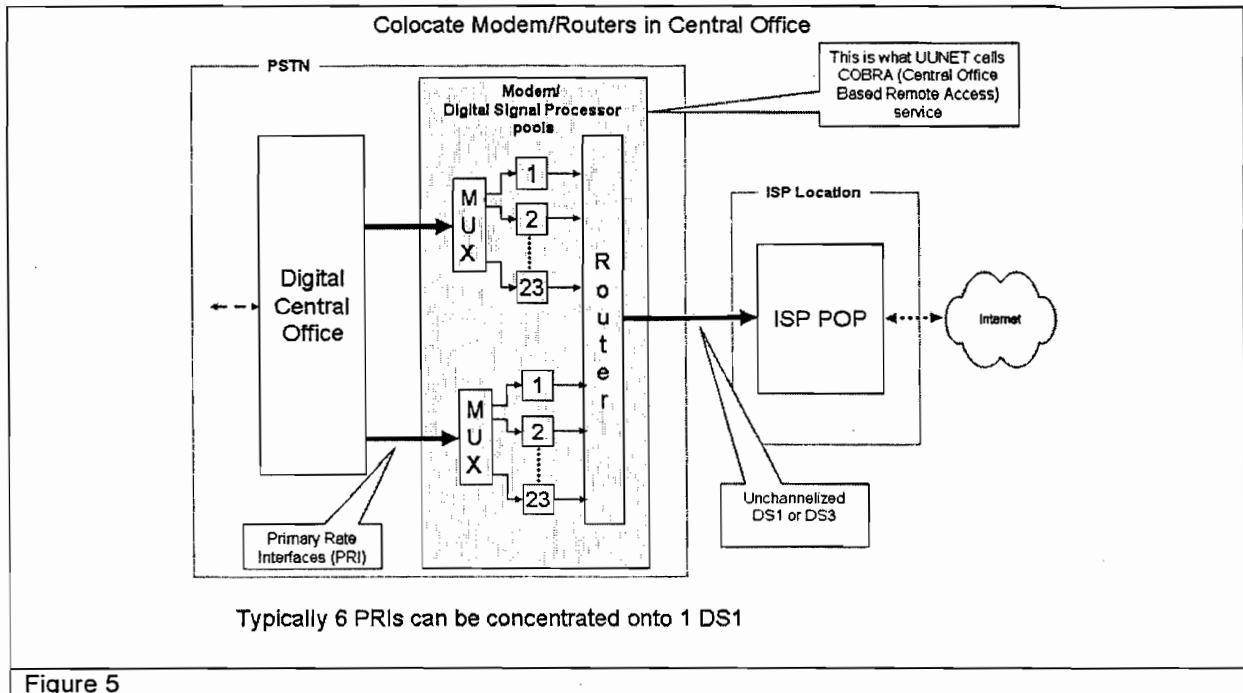 Colocate Modem/Routers in Central Office
PSTN
Modem/
Digital Signal Processor
pools
This is what UUNET calls
COBRA (Central Office
Based Remote Access)
service
Digital
Central
Office
M
U
X
1
2
23
M
U
X
1
2
23
R
o
u
t
e
r
ISP Location
ISP POP
Internet
Primary Rate
Interfaces (PRI)
Unchannelized
DS1 or DS3
Typically 6 PRIs can be concentrated onto 1 DS1
Figure 5